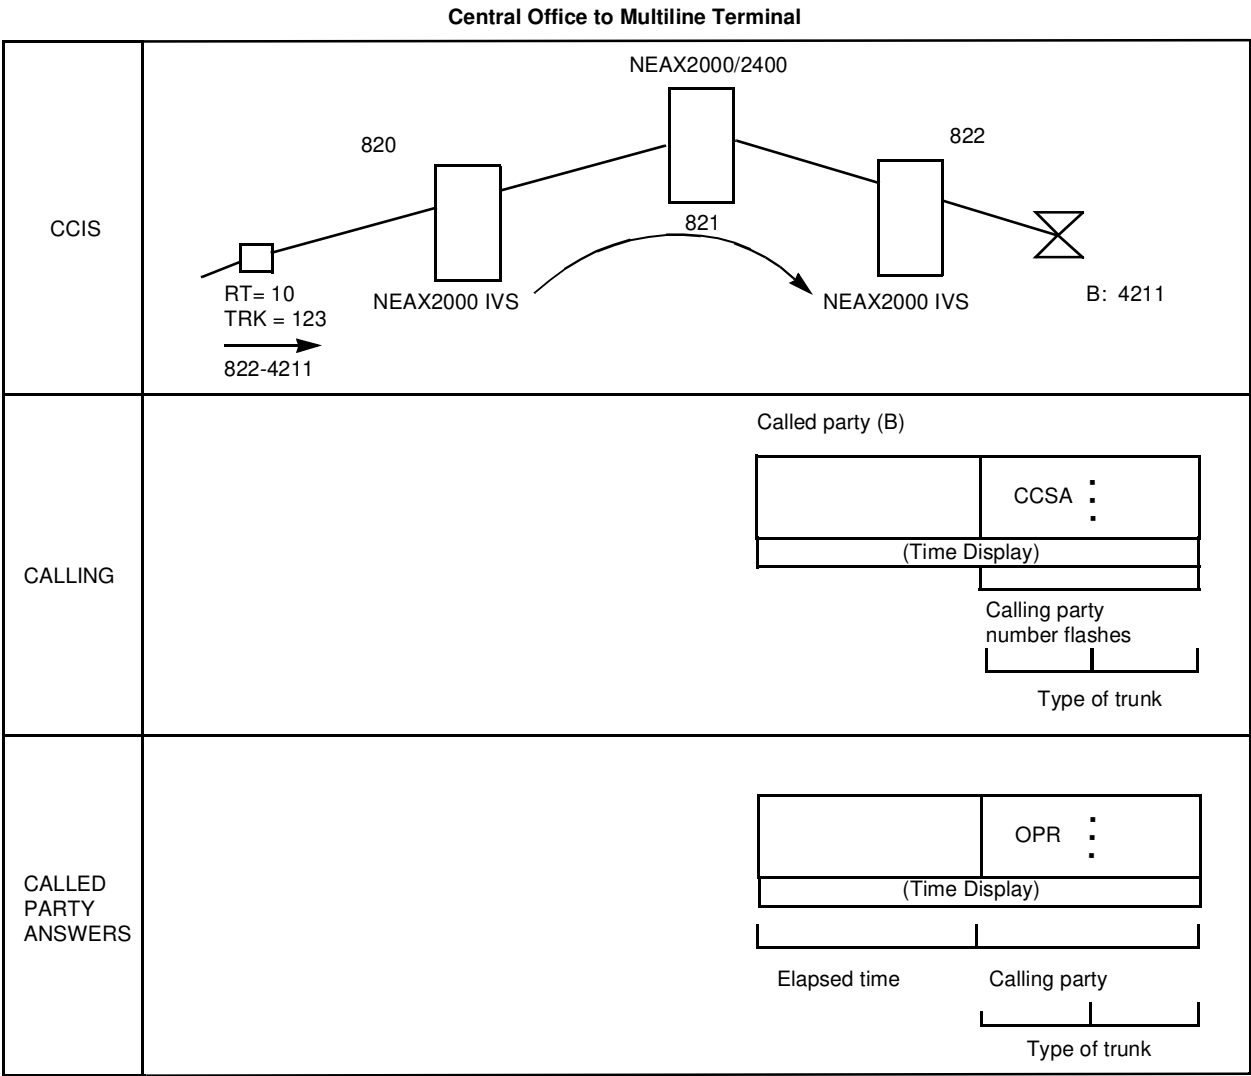 Central Office to Multiline Terminal
CCIS
NEAX2000/2400
820
822
821
RT= 10
TRK = 123
822-4211
NEAX2000 IVS
NEAX2000 IVS
B: 4211
CALLING
Called party (B)
CCSA
(Time Display)
Calling party
number flashes
Type of trunk
CALLED
PARTY
ANSWERS
OPR
(Time Display)
Elapsed time
Calling party
Type of trunk